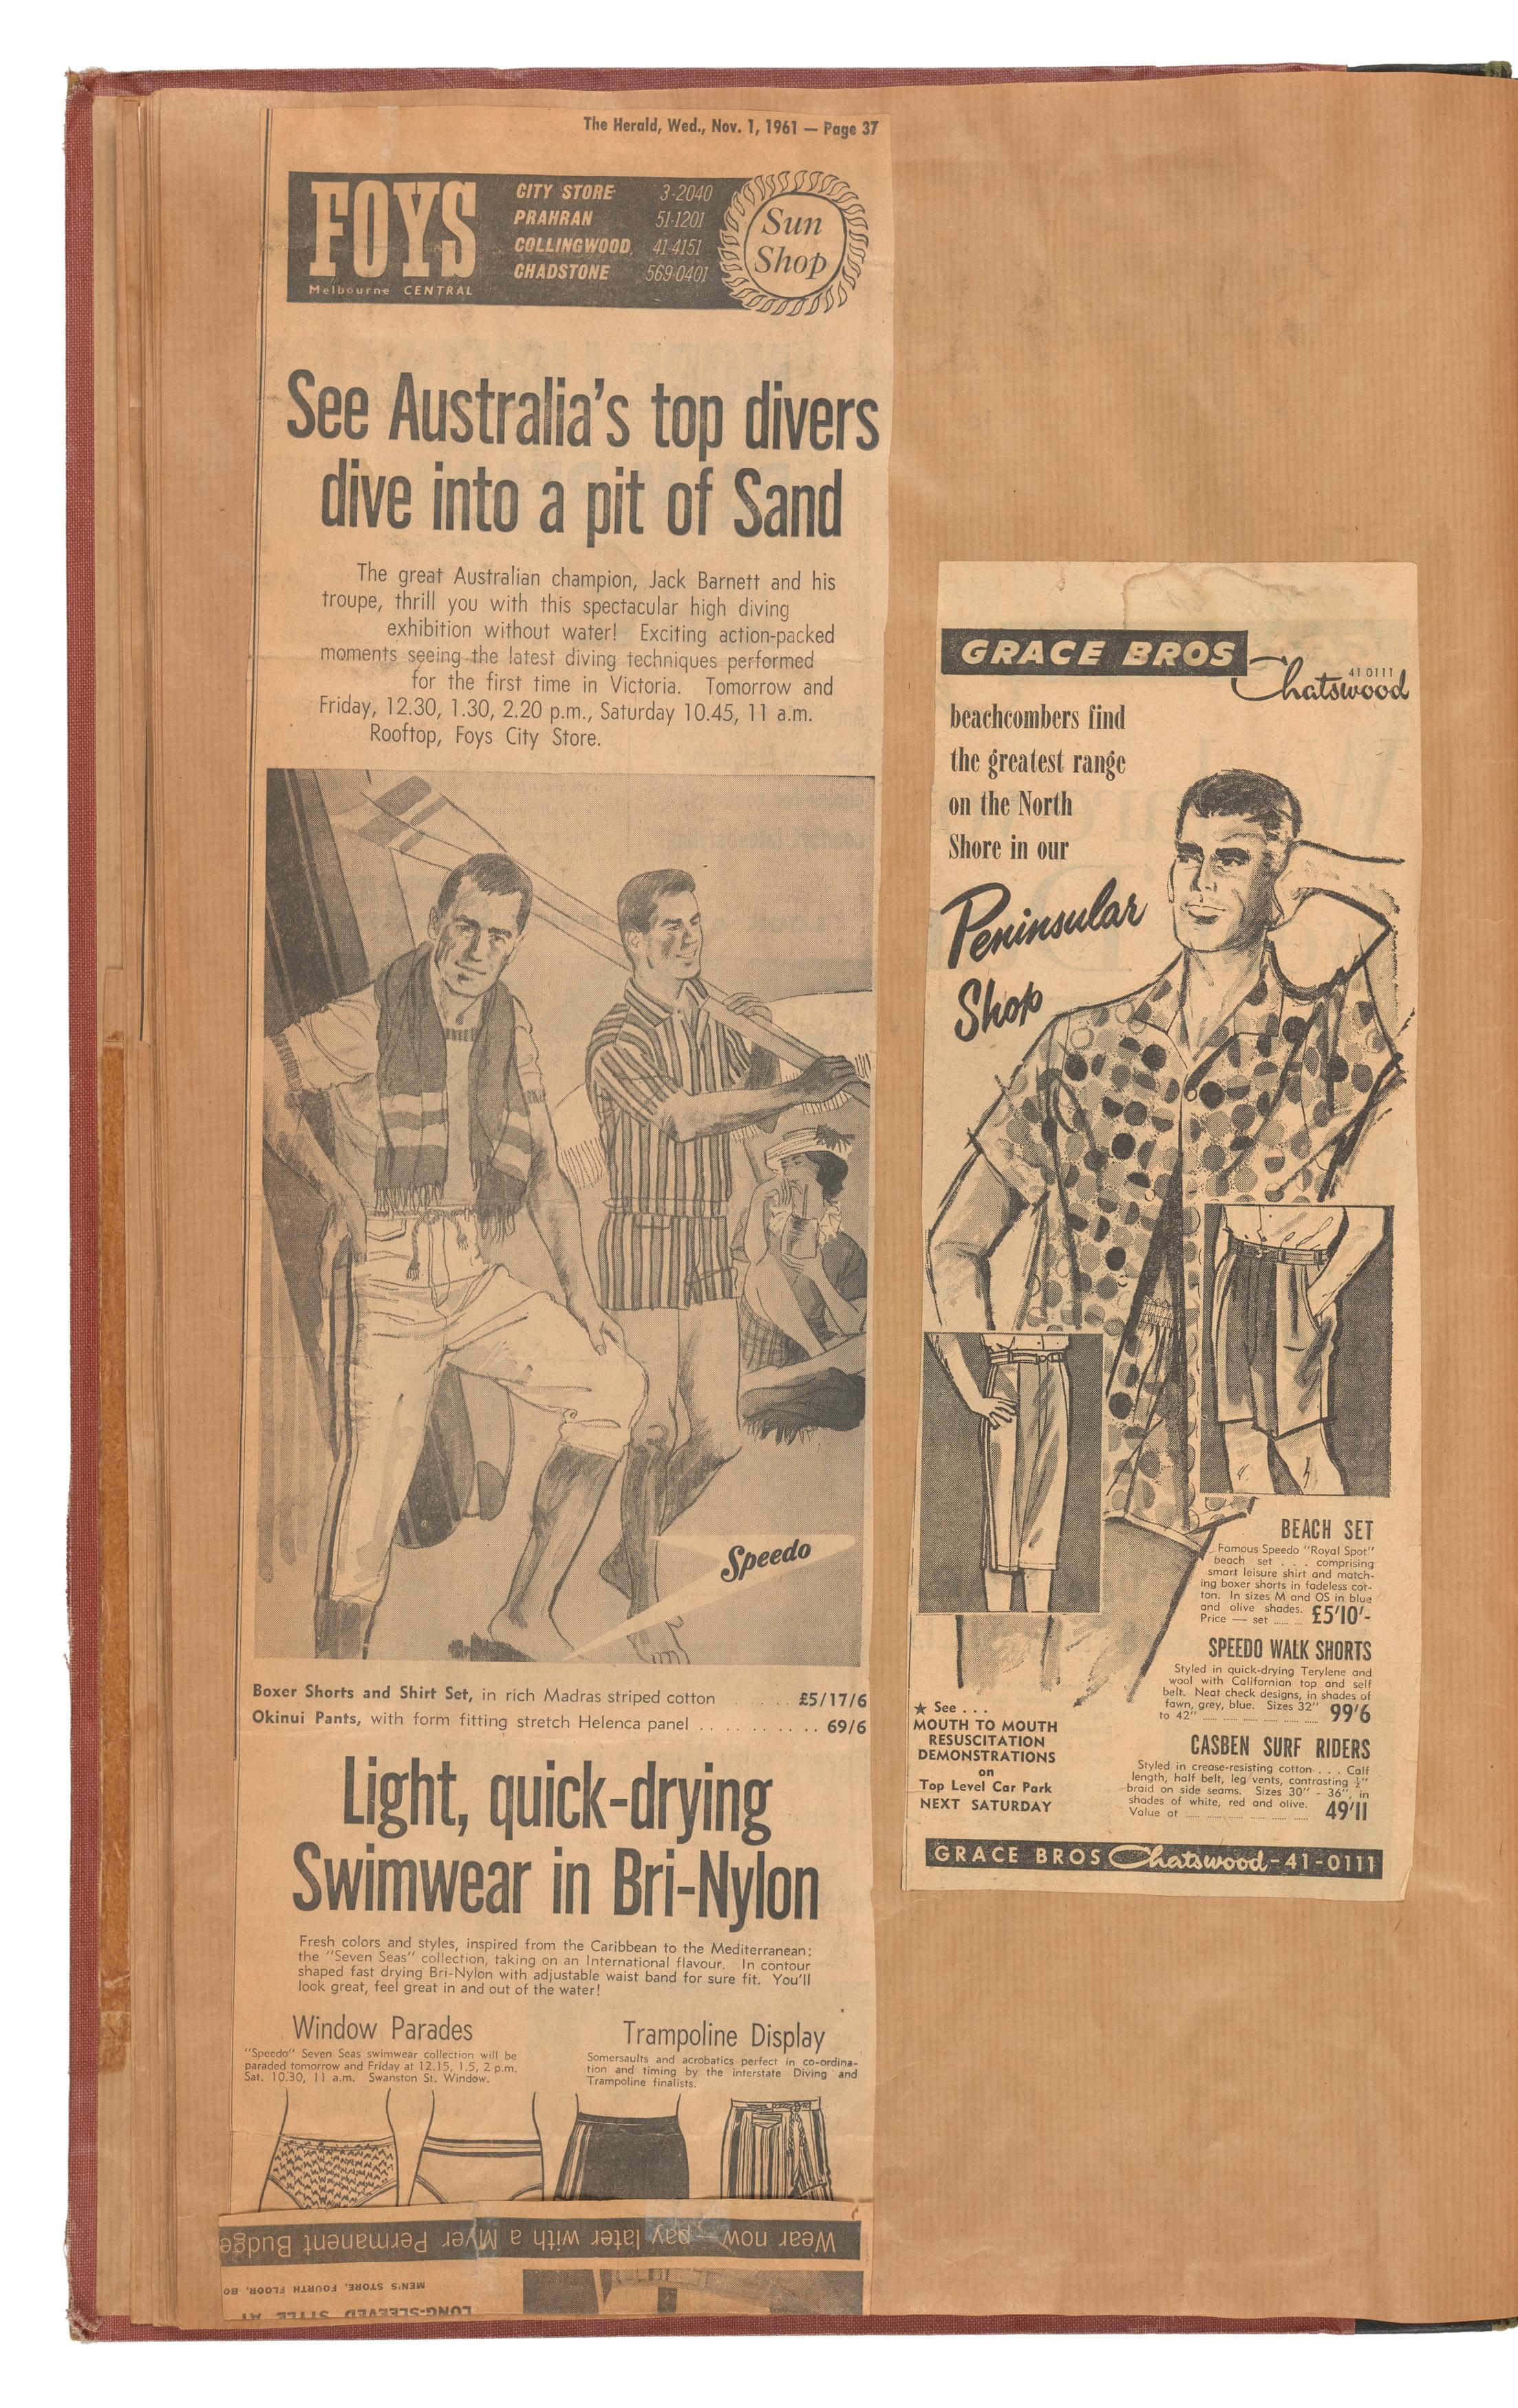 The Herald, Wed., Nov. 1, 1961 — Page 37
FOYS
Melbourne CENTRAL
CITY STORE 3-2040
PRAHRAN 51-1201
COLLINGWOOD 41-4151
CHADSTONE 569-0401
Sun
Shop
See Australia's top divers
dive into a pit of Sand
The great Australian champion, Jack Barnett and his
troupe, thrill you with this spectacular high diving
exhibition without water! Exciting action-packed
moments seeing the latest diving techniques performed
for the first time in Victoria. Tomorrow and
Friday, 12.30, 1.30, 2.20 p.m., Saturday 10.45, 11 a.m.
Rooftop, Foys City Store.
Speedo
Boxer Shorts and Shirt Set, in rich Madras striped cotton ..... £5/17/6
Okinui Pants, with form fitting stretch Helenca panel .......... 69/6
Light, quick-drying
Swimwear in Bri-Nylon
Fresh colors and styles, inspired from the Caribbean to the Mediterranean:
the "Seven Seas" collection, taking on an International flavour. In contour
shaped fast drying Bri-Nylon with adjustable waist band for sure fit. You'll
look great, feel great in and out of the water!
Window Parades
"Speedo" Seven Seas swimwear collection will be
paraded tomorrow and Friday at 12.15, 1.5, 2 p.m.
Sat. 10.30, 11 a.m. Swanston St. Window.
Trampoline Display
Somersaults and acrobatics perfect in co-ordina-
tion and timing by the interstate Diving and
Trampoline finalists.
Wear now—pay later with a Myer Permanent Budge
MEN'S STORE, FOURTH FLOOR, BO
LONG-SLEEVED STYLE AT
GRACE BROS
Chatswood
41 0111
beachcombers find
the greatest range
on the North
Shore in our
Peninsular
Shop
BEACH SET
Famous Speedo "Royal Spot"
beach set . . . comprising
smart leisure shirt and match-
ing boxer shorts in fadeless cot-
ton. In sizes M and OS in blue
and olive shades.
Price — set ...... £5'10'-
SPEEDO WALK SHORTS
Styled in quick-drying Terylene and
wool with Californian top and self
belt. Neat check designs, in shades of
fawn, grey, blue. Sizes 32"
to 42" ..... 99'6
CASBEN SURF RIDERS
Styled in crease-resisting cotton . . . Calf
length, half belt, leg vents, contrasting ½"
braid on side seams. Sizes 30" - 36", in
shades of white, red and olive.
Value at ..... 49'11
★ See . . .
MOUTH TO MOUTH
RESUSCITATION
DEMONSTRATIONS
on
Top Level Car Park
NEXT SATURDAY
GRACE BROS Chatswood-41-0111